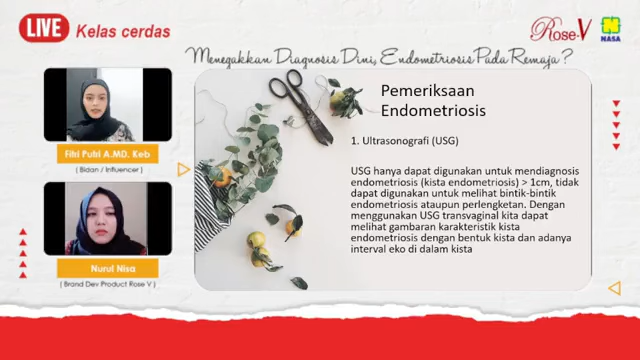 LIVE
Kelas cerdas
Rose-V
NASA
Menegakkan Diagnosis Dini, Endometriosis Pada Remaja?
Fitri Putri A.MD. Keb
( Bidan / Influencer )
Nurul Nisa
( Brand Dev Product Rose V )
Pemeriksaan
Endometriosis
1. Ultrasonografi (USG)
USG hanya dapat digunakan untuk mendiagnosis
endometriosis (kista endometriosis) > 1cm, tidak
dapat digunakan untuk melihat bintik-bintik
endometriosis ataupun perlengketan. Dengan
menggunakan USG transvaginal kita dapat
melihat gambaran karakteristik kista
endometriosis dengan bentuk kista dan adanya
interval eko di dalam kista